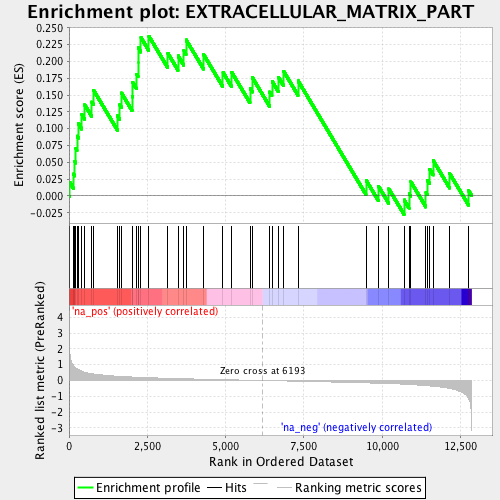 Enrichment plot: EXTRACELLULAR_MATRIX_PART
Enrichment score (ES)
0.250
0.225
0.200
0.175
0.150
0.125
0.100
0.075
0.050
0.025
0.000
-0.025
Ranked list metric (PreRanked)
'na_pos' (positively correlated)
4
3
2
1
0
-1
-2
-3
Zero cross at 6193
'na_neg' (negatively correlated)
0 2,500 5,000 7,500 10,000 12,500
Rank in Ordered Dataset
Enrichment profile Hits Ranking metric scores